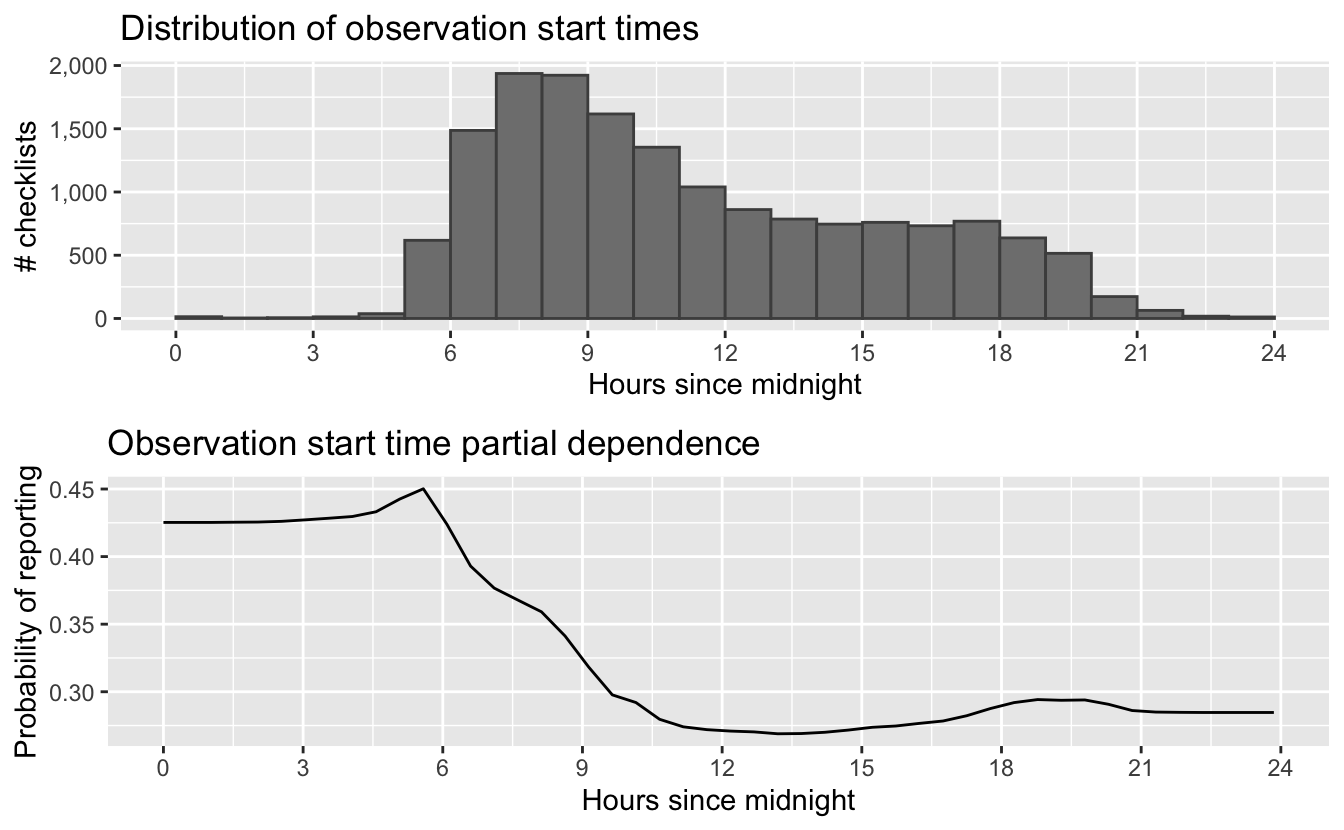 Distribution of observation start times
2,000
1,500
1,000
500
0
# checklists
0 3 6 9 12 15 18 21 24
Hours since midnight
Observation start time partial dependence
0.45
0.40
0.35
0.30
Probability of reporting
0 3 6 9 12 15 18 21 24
Hours since midnight